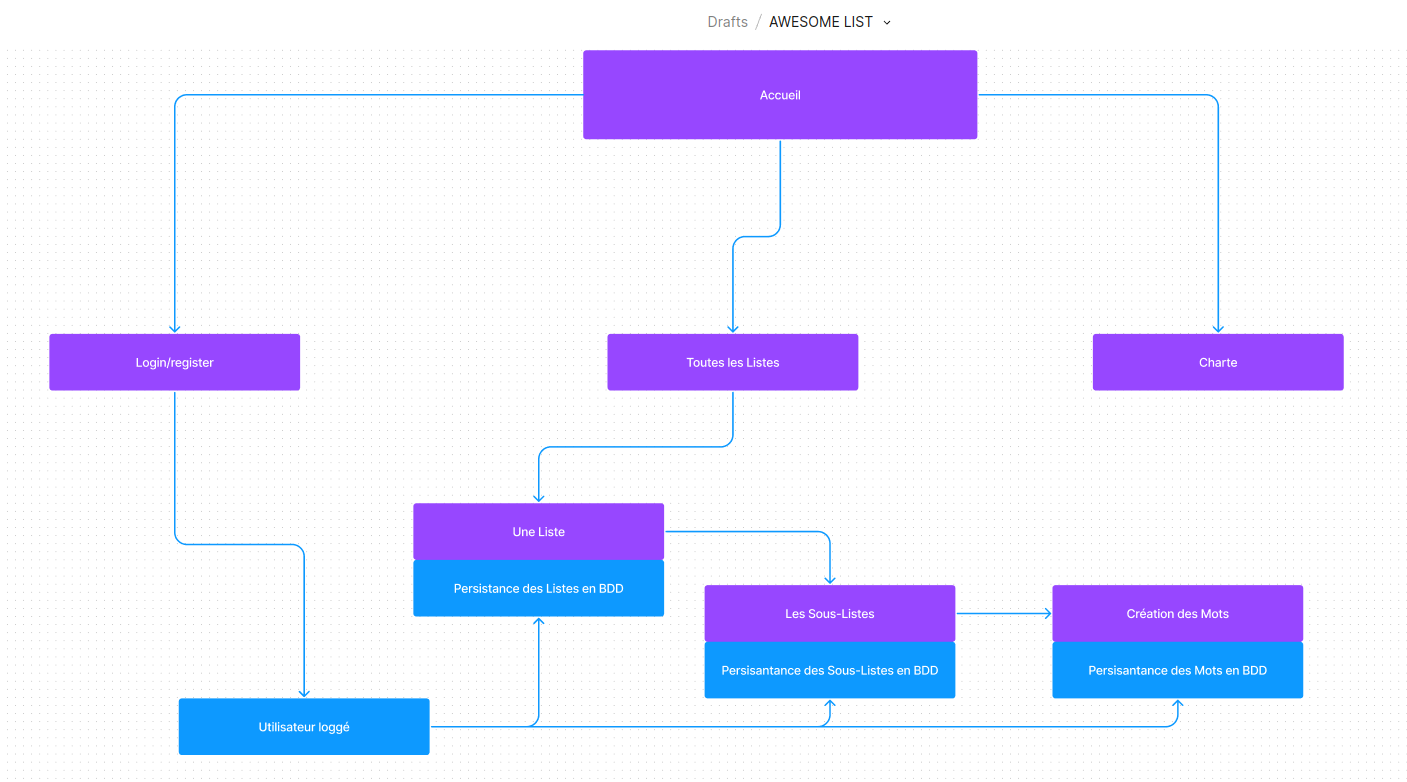 Drafts / AWESOME LIST
Accueil
Login/register
Toutes les Listes
Charte
Une Liste
Persistance des Listes en BDD
Les Sous-Listes
Création des Mots
Persisantance des Sous-Listes en BDD
Persisantance des Mots en BDD
Utilisateur loggé